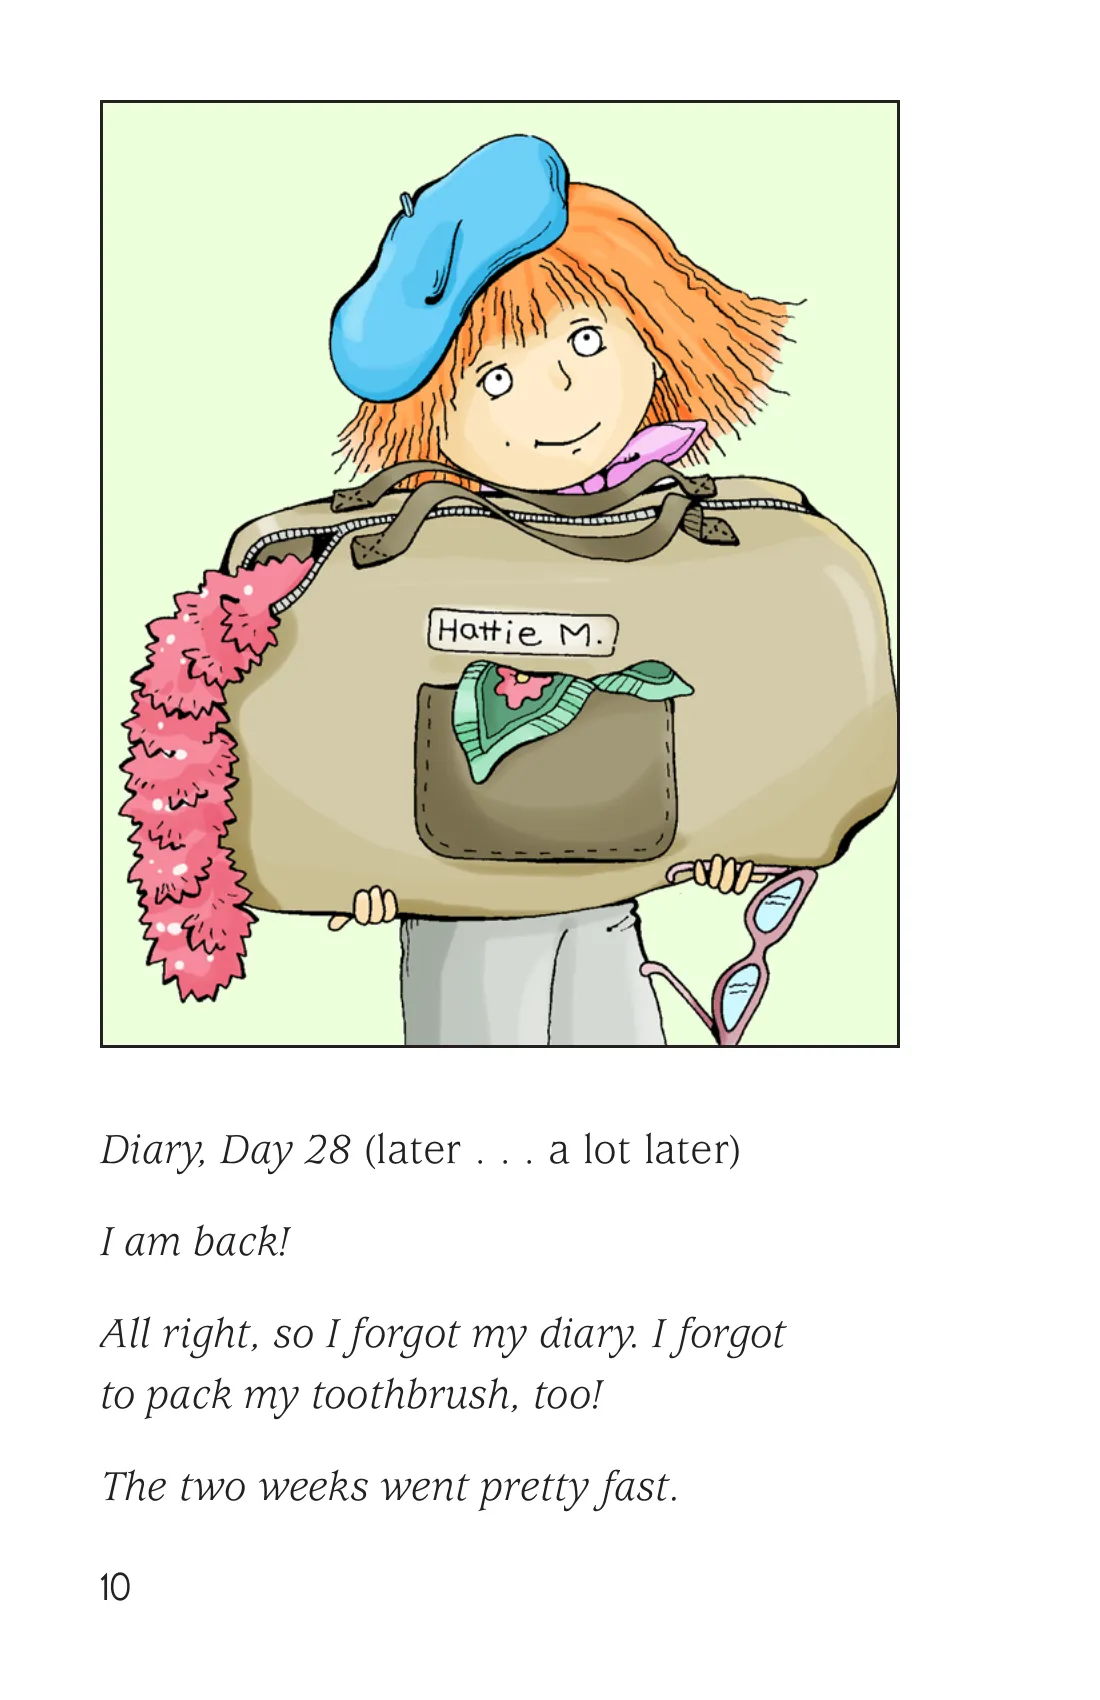 Hattie M.
Diary, Day 28 (later . . . a lot later)
I am back!
All right, so I forgot my diary. I forgot
to pack my toothbrush, too!
The two weeks went pretty fast.
10